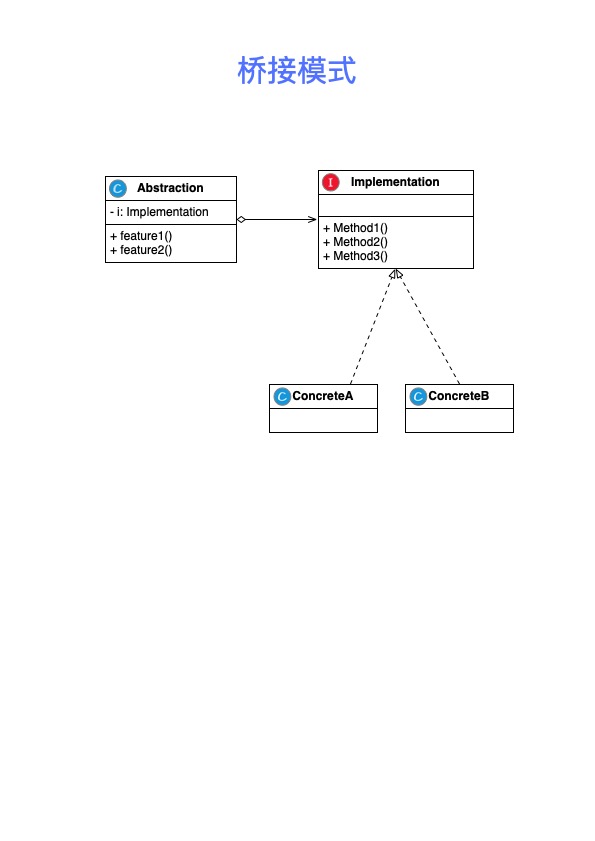 桥接模式
C Abstraction
- i: Implementation
+ feature1()
+ feature2()
I Implementation
+ Method1()
+ Method2()
+ Method3()
C ConcreteA
C ConcreteB